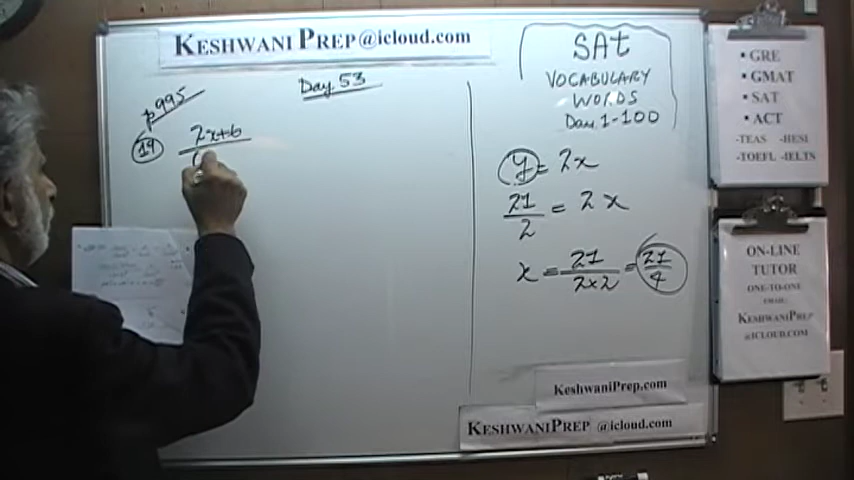 KESHWANI PREP@icloud.com
Day 53
p995
19
2x+6
(
SAt
VOCABULARY
WORDS
Day 1-100
y = 2x
21/2 = 2x
x = 21/2x2 = 21/4
KeshwaniPrep.com
KESHWANIPREP @icloud.com
• GRE
• GMAT
• SAT
• ACT
-TEAS -HESI
-TOEFL -IELTS
ON-LINE
TUTOR
ONE-TO-ONE
EMAIL:
KESHWANIPREP
@ICLOUD.COM